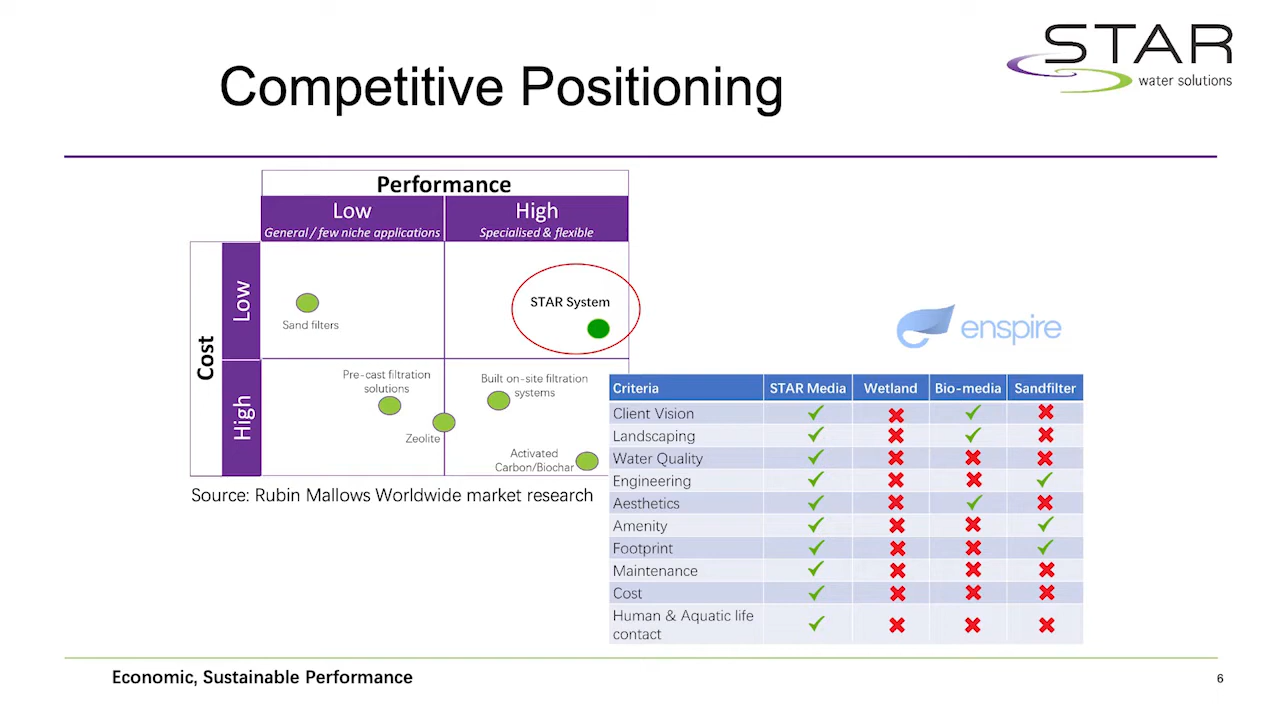 STAR
water solutions
Competitive Positioning
Performance
Low
High
General / few niche applications
Specialised & flexible
Cost
Low
High
Sand filters
STAR System
Pre-cast filtration
solutions
Zeolite
Built on-site filtration
systems
Activated
Carbon/Biochar
Source: Rubin Mallows Worldwide market research
enspire
Criteria STAR Media Wetland Bio-media Sandfilter
Client Vision
Landscaping
Water Quality
Engineering
Aesthetics
Amenity
Footprint
Maintenance
Cost
Human & Aquatic life
contact
Economic, Sustainable Performance
6